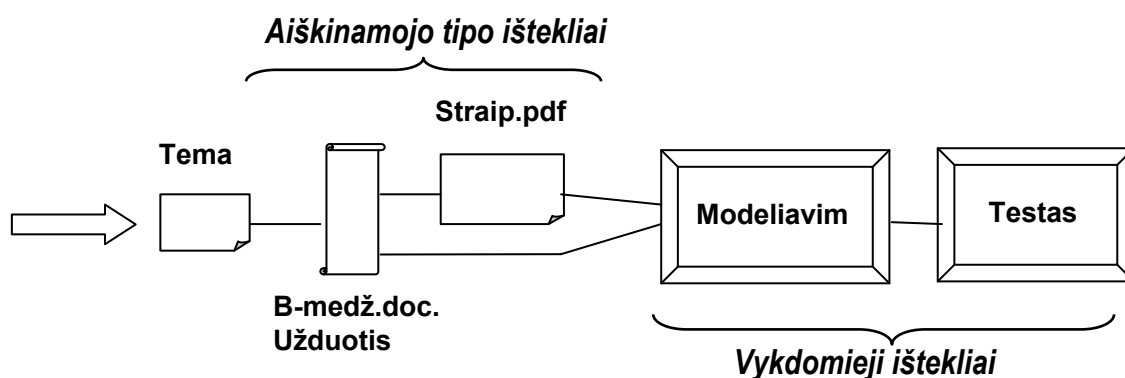 Aiškinamojo tipo ištekliai
Straip.pdf
Tema
Modeliavim
Testas
B-medž.doc.
Užduotis
Vykdomieji ištekliai